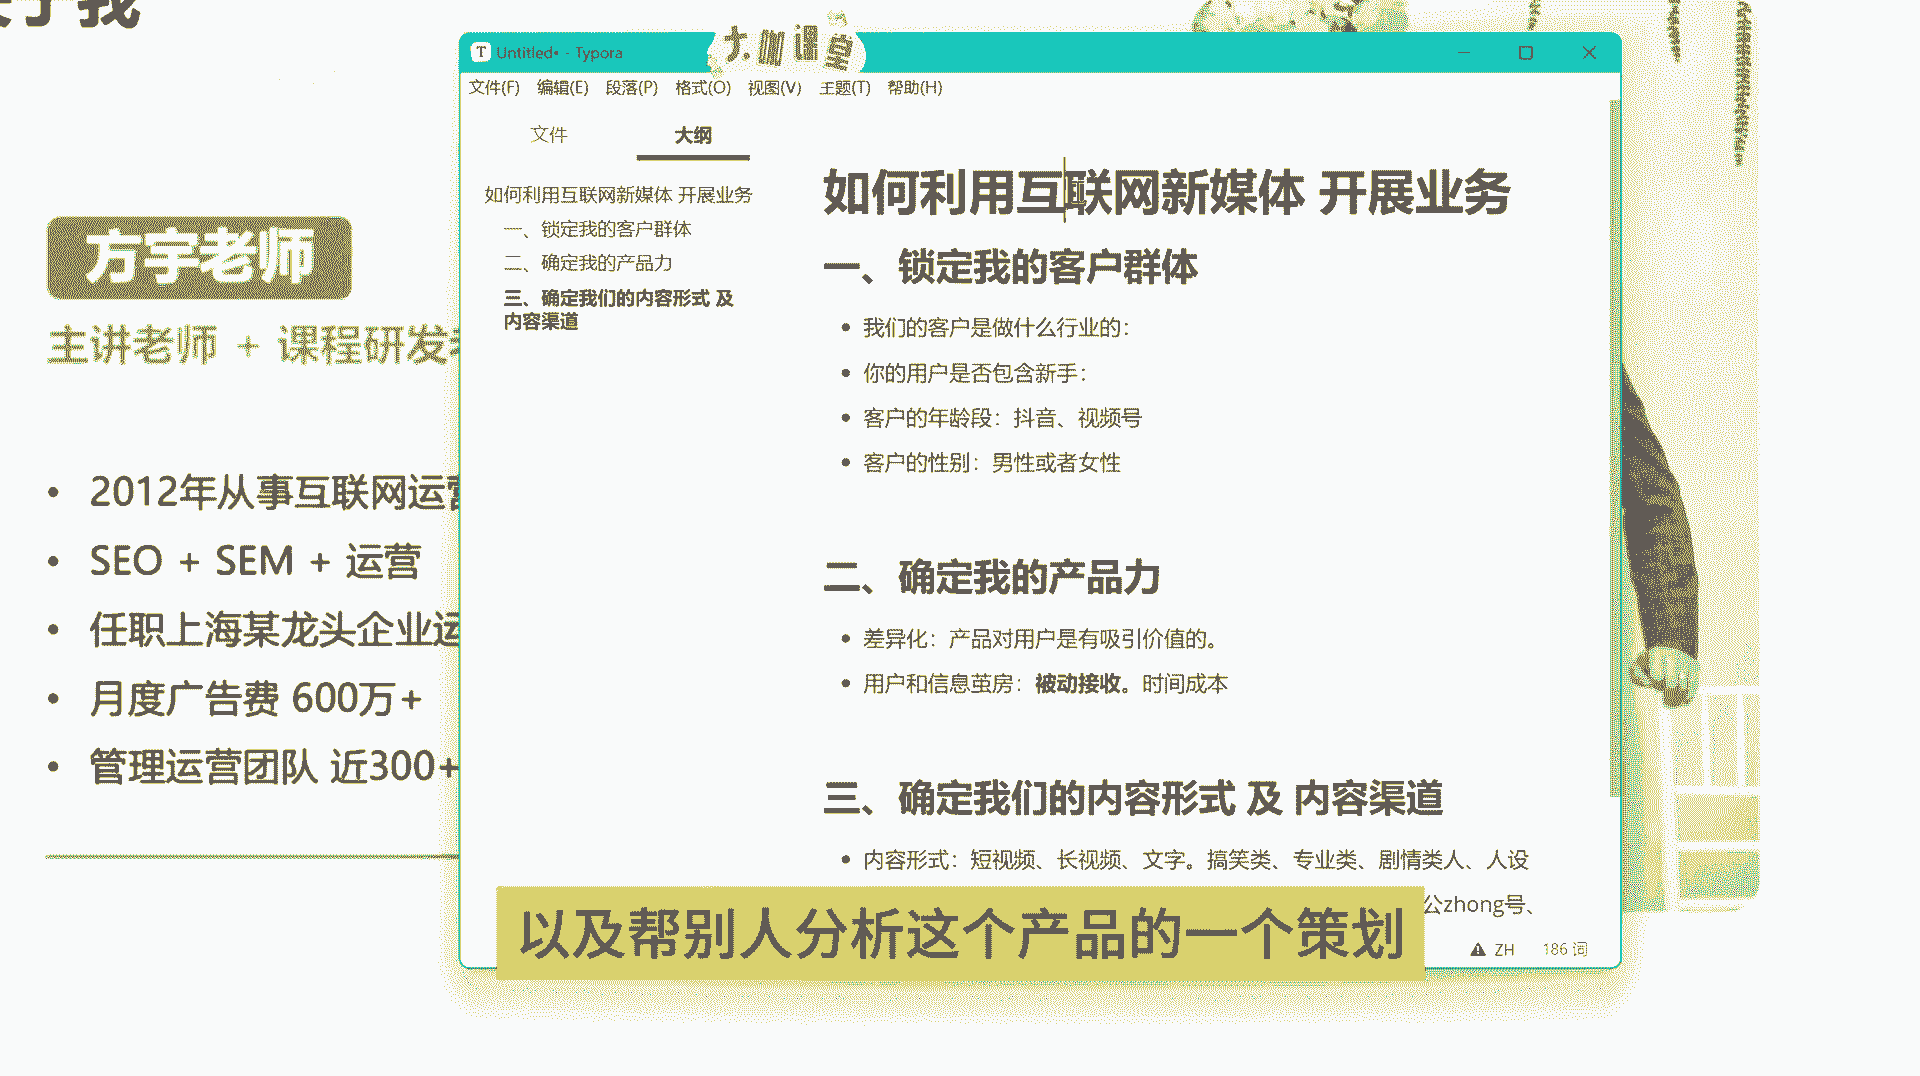 于我
方宇老师
主讲老师 + 课程研发
2012年从事互联网运营
SEO + SEM + 运营
任职上海某龙头企业运
月度广告费 600万+
管理运营团队 近300+
大咖课堂
Untitled• - Typora
文件(F) 编辑(E) 段落(P) 格式(O) 视图(V) 主题(T) 帮助(H)
文件 大纲
如何利用互联网新媒体 开展业务
一、锁定我的客户群体
二、确定我的产品力
三、确定我们的内容形式 及
内容渠道
如何利用互联网新媒体 开展业务
一、锁定我的客户群体
我们的客户是做什么行业的：
你的用户是否包含新手：
客户的年龄段：抖音、视频号
客户的性别：男性或者女性
二、确定我的产品力
差异化：产品对用户是有吸引价值的。
用户和信息茧房：被动接收。时间成本
三、确定我们的内容形式 及 内容渠道
内容形式：短视频、长视频、文字。搞笑类、专业类、剧情类人、人设
公zhong号、
以及帮别人分析这个产品的一个策划
ZH 186 词